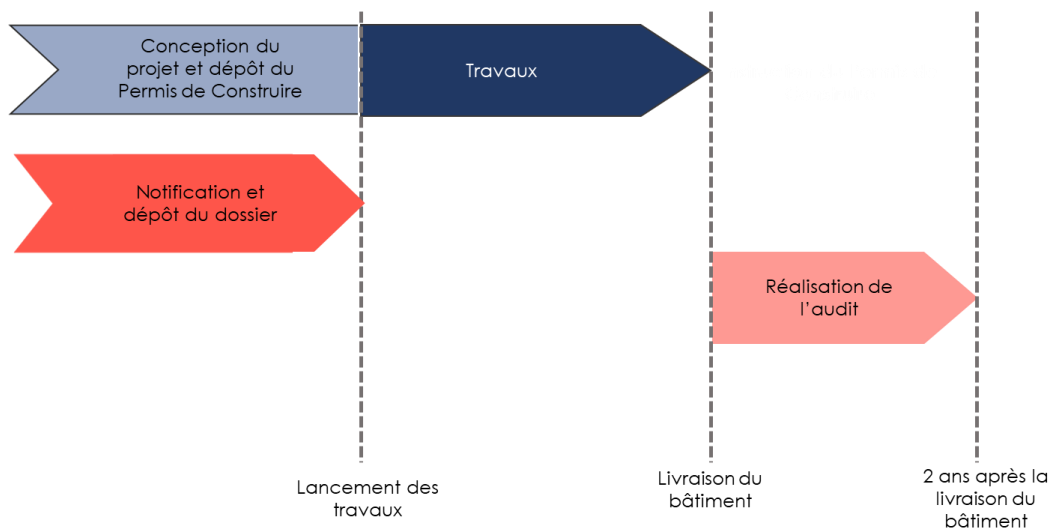 Conception du
projet et dépôt du
Permis de Construire
Travaux
Notification et
dépôt du dossier
Réalisation de
l'audit
Lancement des
travaux
Livraison du
bâtiment
2 ans après la
livraison du
bâtiment